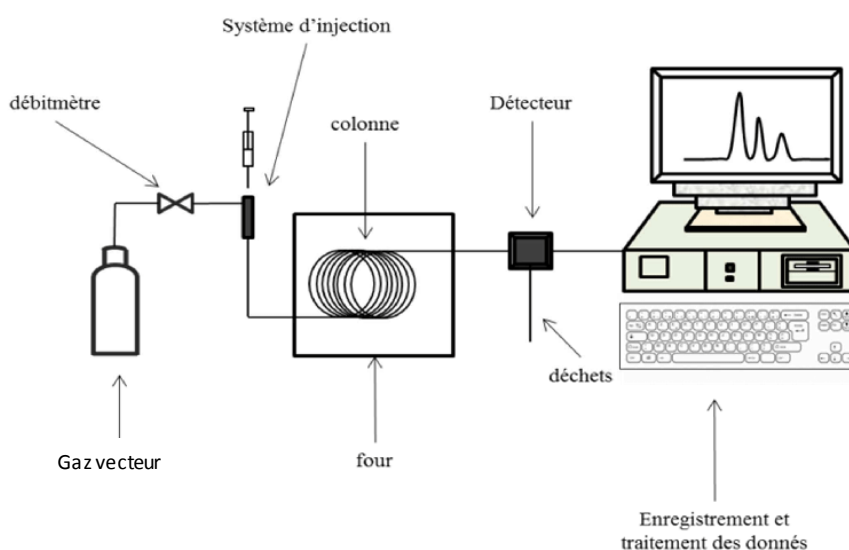 Système d'injection
débitmètre
colonne
Détecteur
déchets
Gaz vecteur
four
Enregistrement et
traitement des donnés